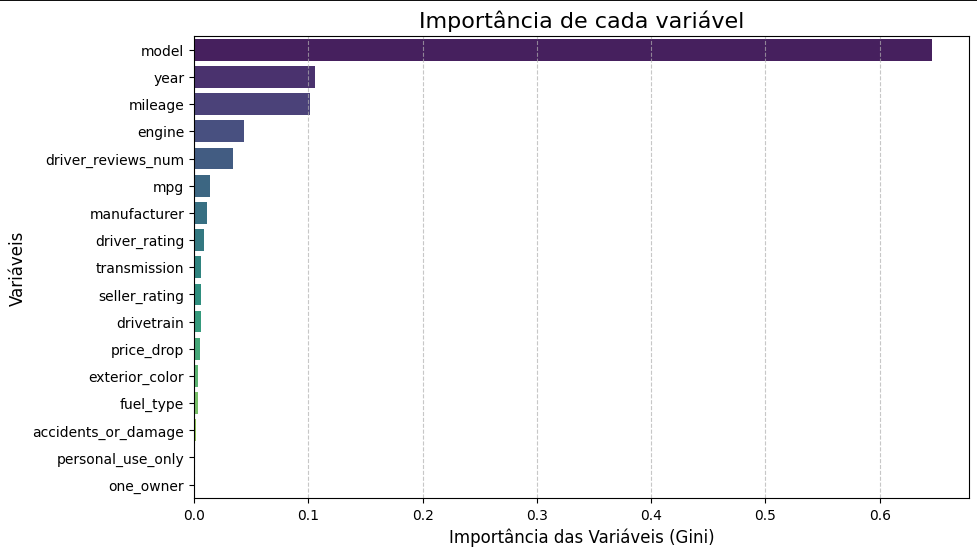 Importância de cada variável
Variáveis
model
year
mileage
engine
driver_reviews_num
mpg
manufacturer
driver_rating
transmission
seller_rating
drivetrain
price_drop
exterior_color
fuel_type
accidents_or_damage
personal_use_only
one_owner
0.0 0.1 0.2 0.3 0.4 0.5 0.6
Importância das Variáveis (Gini)